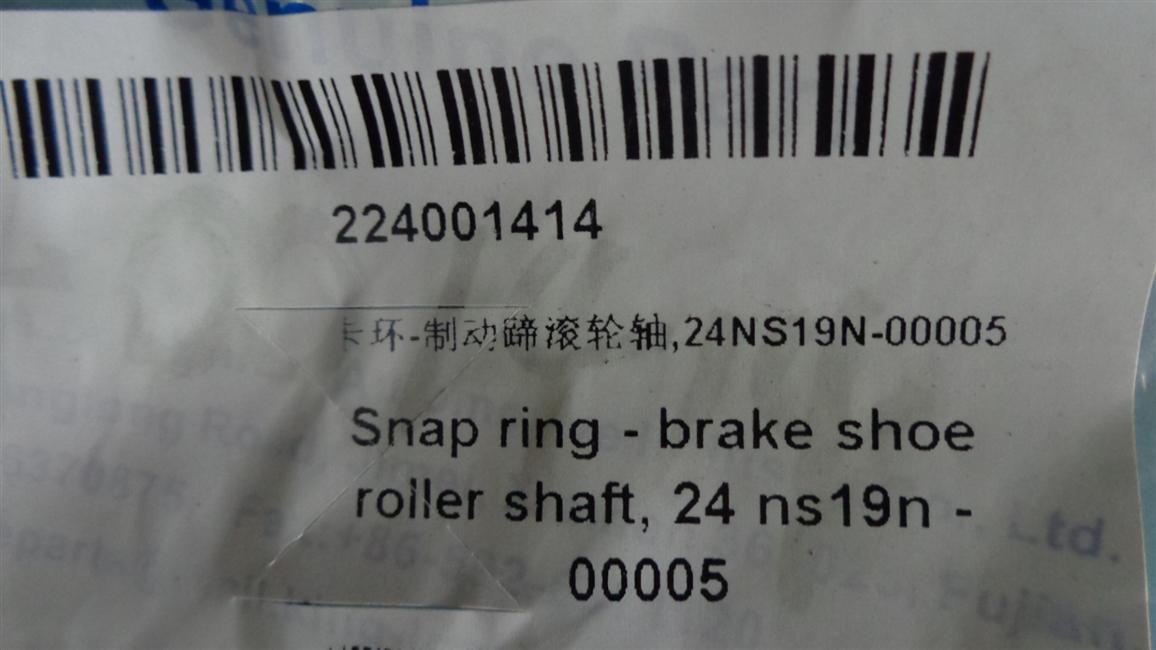 224001414
卡环-制动蹄滚轮轴,24NS19N-00005
Snap ring - brake shoe
roller shaft, 24 ns19n -
00005